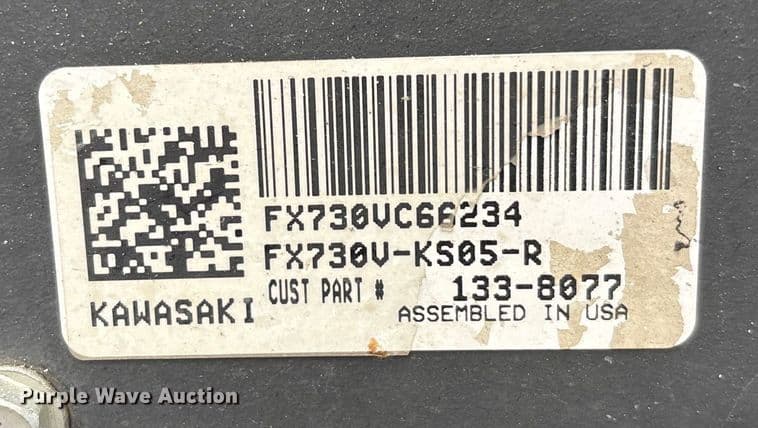 FX730VC66234
FX730V-KS05-R
KAWASAKI
CUST PART # 133-8077
ASSEMBLED IN USA
Purple Wave Auction